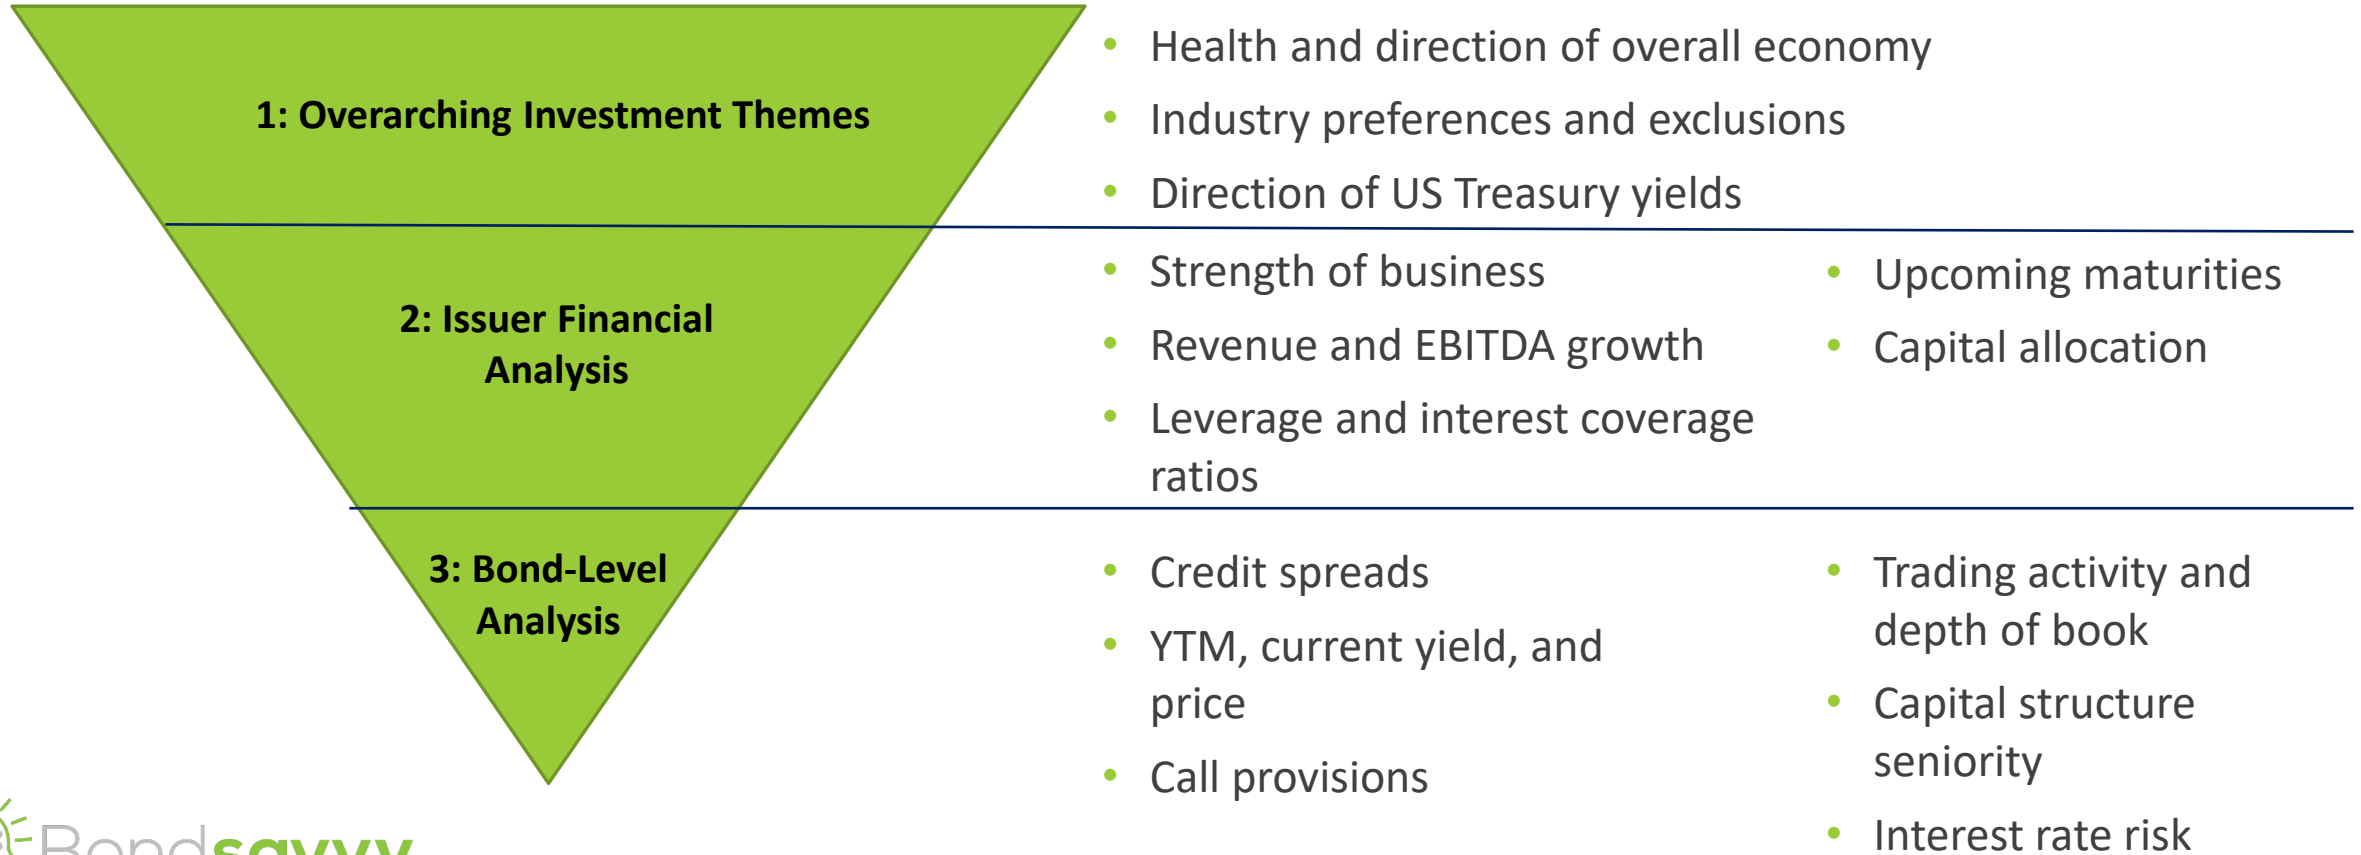 1: Overarching Investment Themes
• Health and direction of overall economy
• Industry preferences and exclusions
• Direction of US Treasury yields
2: Issuer Financial
Analysis
• Strength of business
• Revenue and EBITDA growth
• Leverage and interest coverage
ratios
• Upcoming maturities
• Capital allocation
3: Bond-Level
Analysis
• Credit spreads
• YTM, current yield, and
price
• Call provisions
• Trading activity and
depth of book
• Capital structure
seniority
• Interest rate risk
Bondsavvy